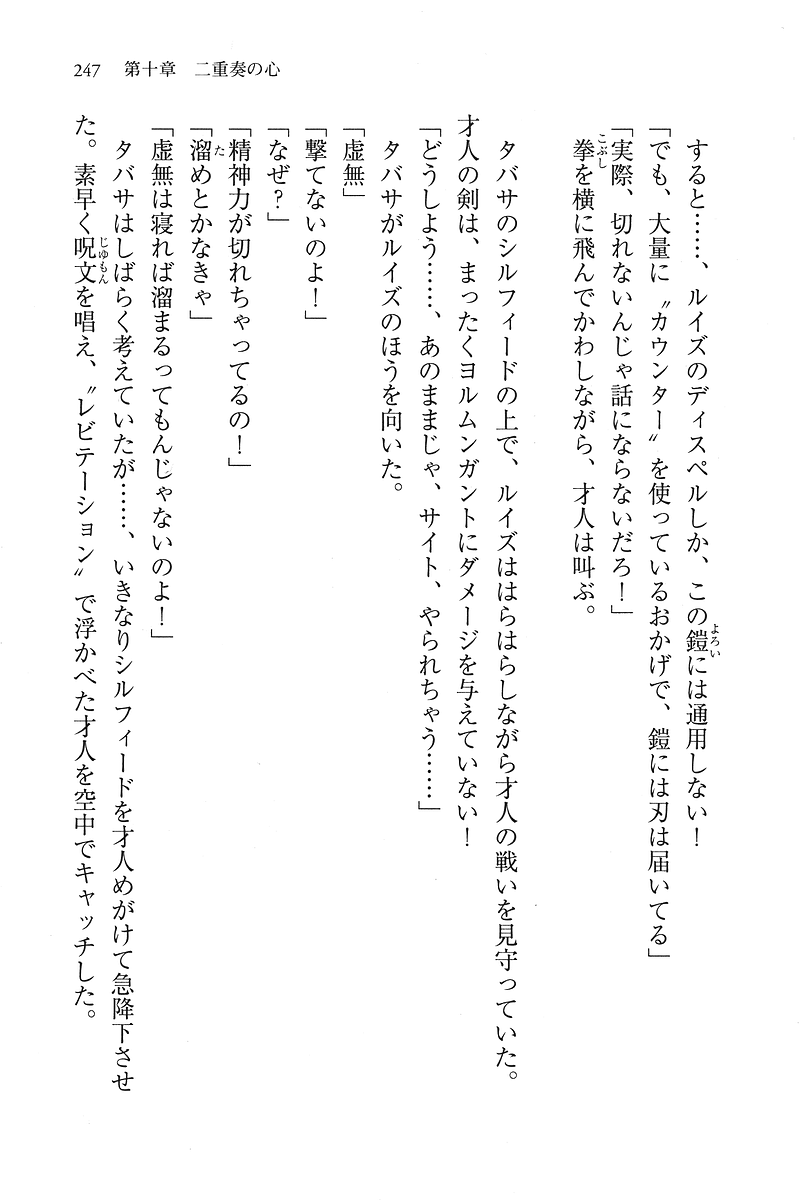 247　第十章　二重奏の心
すると……、ルイズのディスペルしか、この鎧には通用しない！
「でも、大量に〝カウンター〟を使っているおかげで、鎧には刃は届いてる」
「実際、切れないんじゃ話にならないだろ！」
拳を横に飛んでかわしながら、才人は叫ぶ。
タバサのシルフィードの上で、ルイズははらはらしながら才人の戦いを見守っていた。
才人の剣は、まったくヨルムンガントにダメージを与えていない！
「どうしよう……、あのままじゃ、サイト、やられちゃう……」
タバサがルイズのほうを向いた。
「虚無」
「撃てないのよ！」
「なぜ？」
「精神力が切れちゃってるの！」
「溜めとかなきゃ」
「虚無は寝れば溜まるってもんじゃないのよ！」
タバサはしばらく考えていたが……、いきなりシルフィードを才人めがけて急降下させ
た。素早く呪文を唱え、〝レビテーション〟で浮かべた才人を空中でキャッチした。